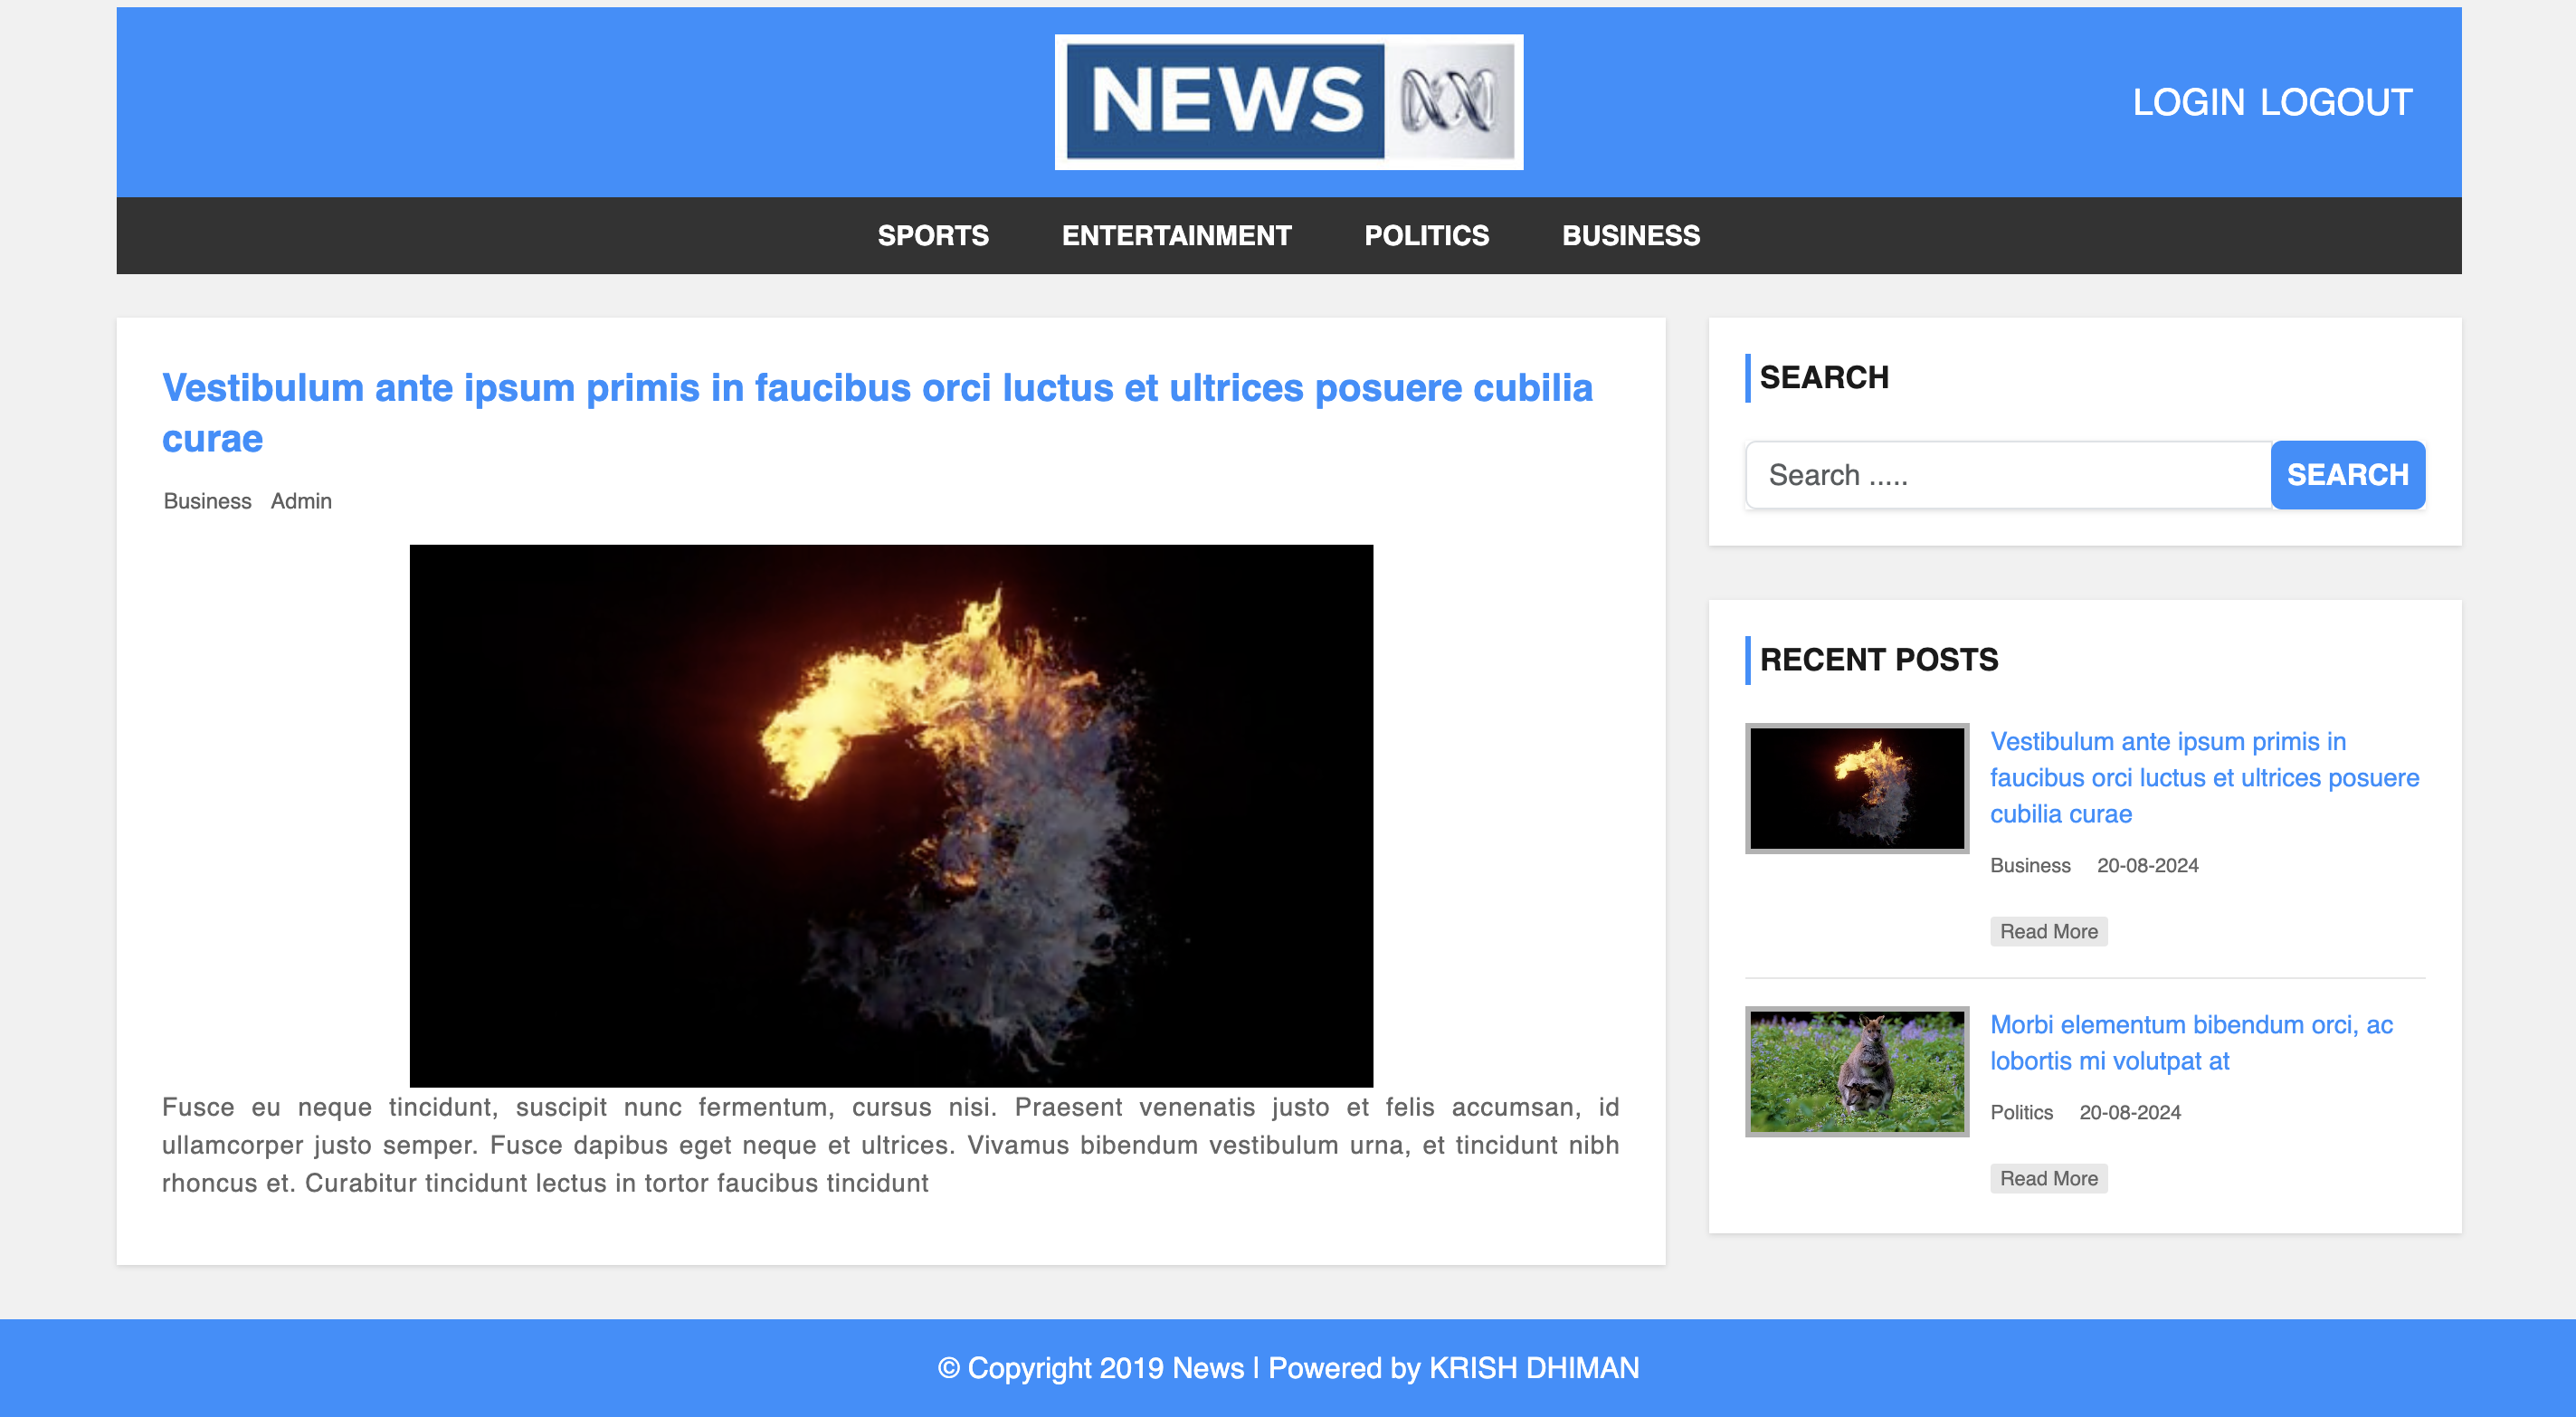 NEWS
LOGIN LOGOUT
SPORTS ENTERTAINMENT POLITICS BUSINESS
Vestibulum ante ipsum primis in faucibus orci luctus et ultrices posuere cubilia
curae
Business Admin
Fusce eu neque tincidunt, suscipit nunc fermentum, cursus nisi. Praesent venenatis justo et felis accumsan, id
ullamcorper justo semper. Fusce dapibus eget neque et ultrices. Vivamus bibendum vestibulum urna, et tincidunt nibh
rhoncus et. Curabitur tincidunt lectus in tortor faucibus tincidunt
SEARCH
Search ..... SEARCH
RECENT POSTS
Vestibulum ante ipsum primis in
faucibus orci luctus et ultrices posuere
cubilia curae
Business 20-08-2024
Read More
Morbi elementum bibendum orci, ac
lobortis mi volutpat at
Politics 20-08-2024
Read More
© Copyright 2019 News | Powered by KRISH DHIMAN